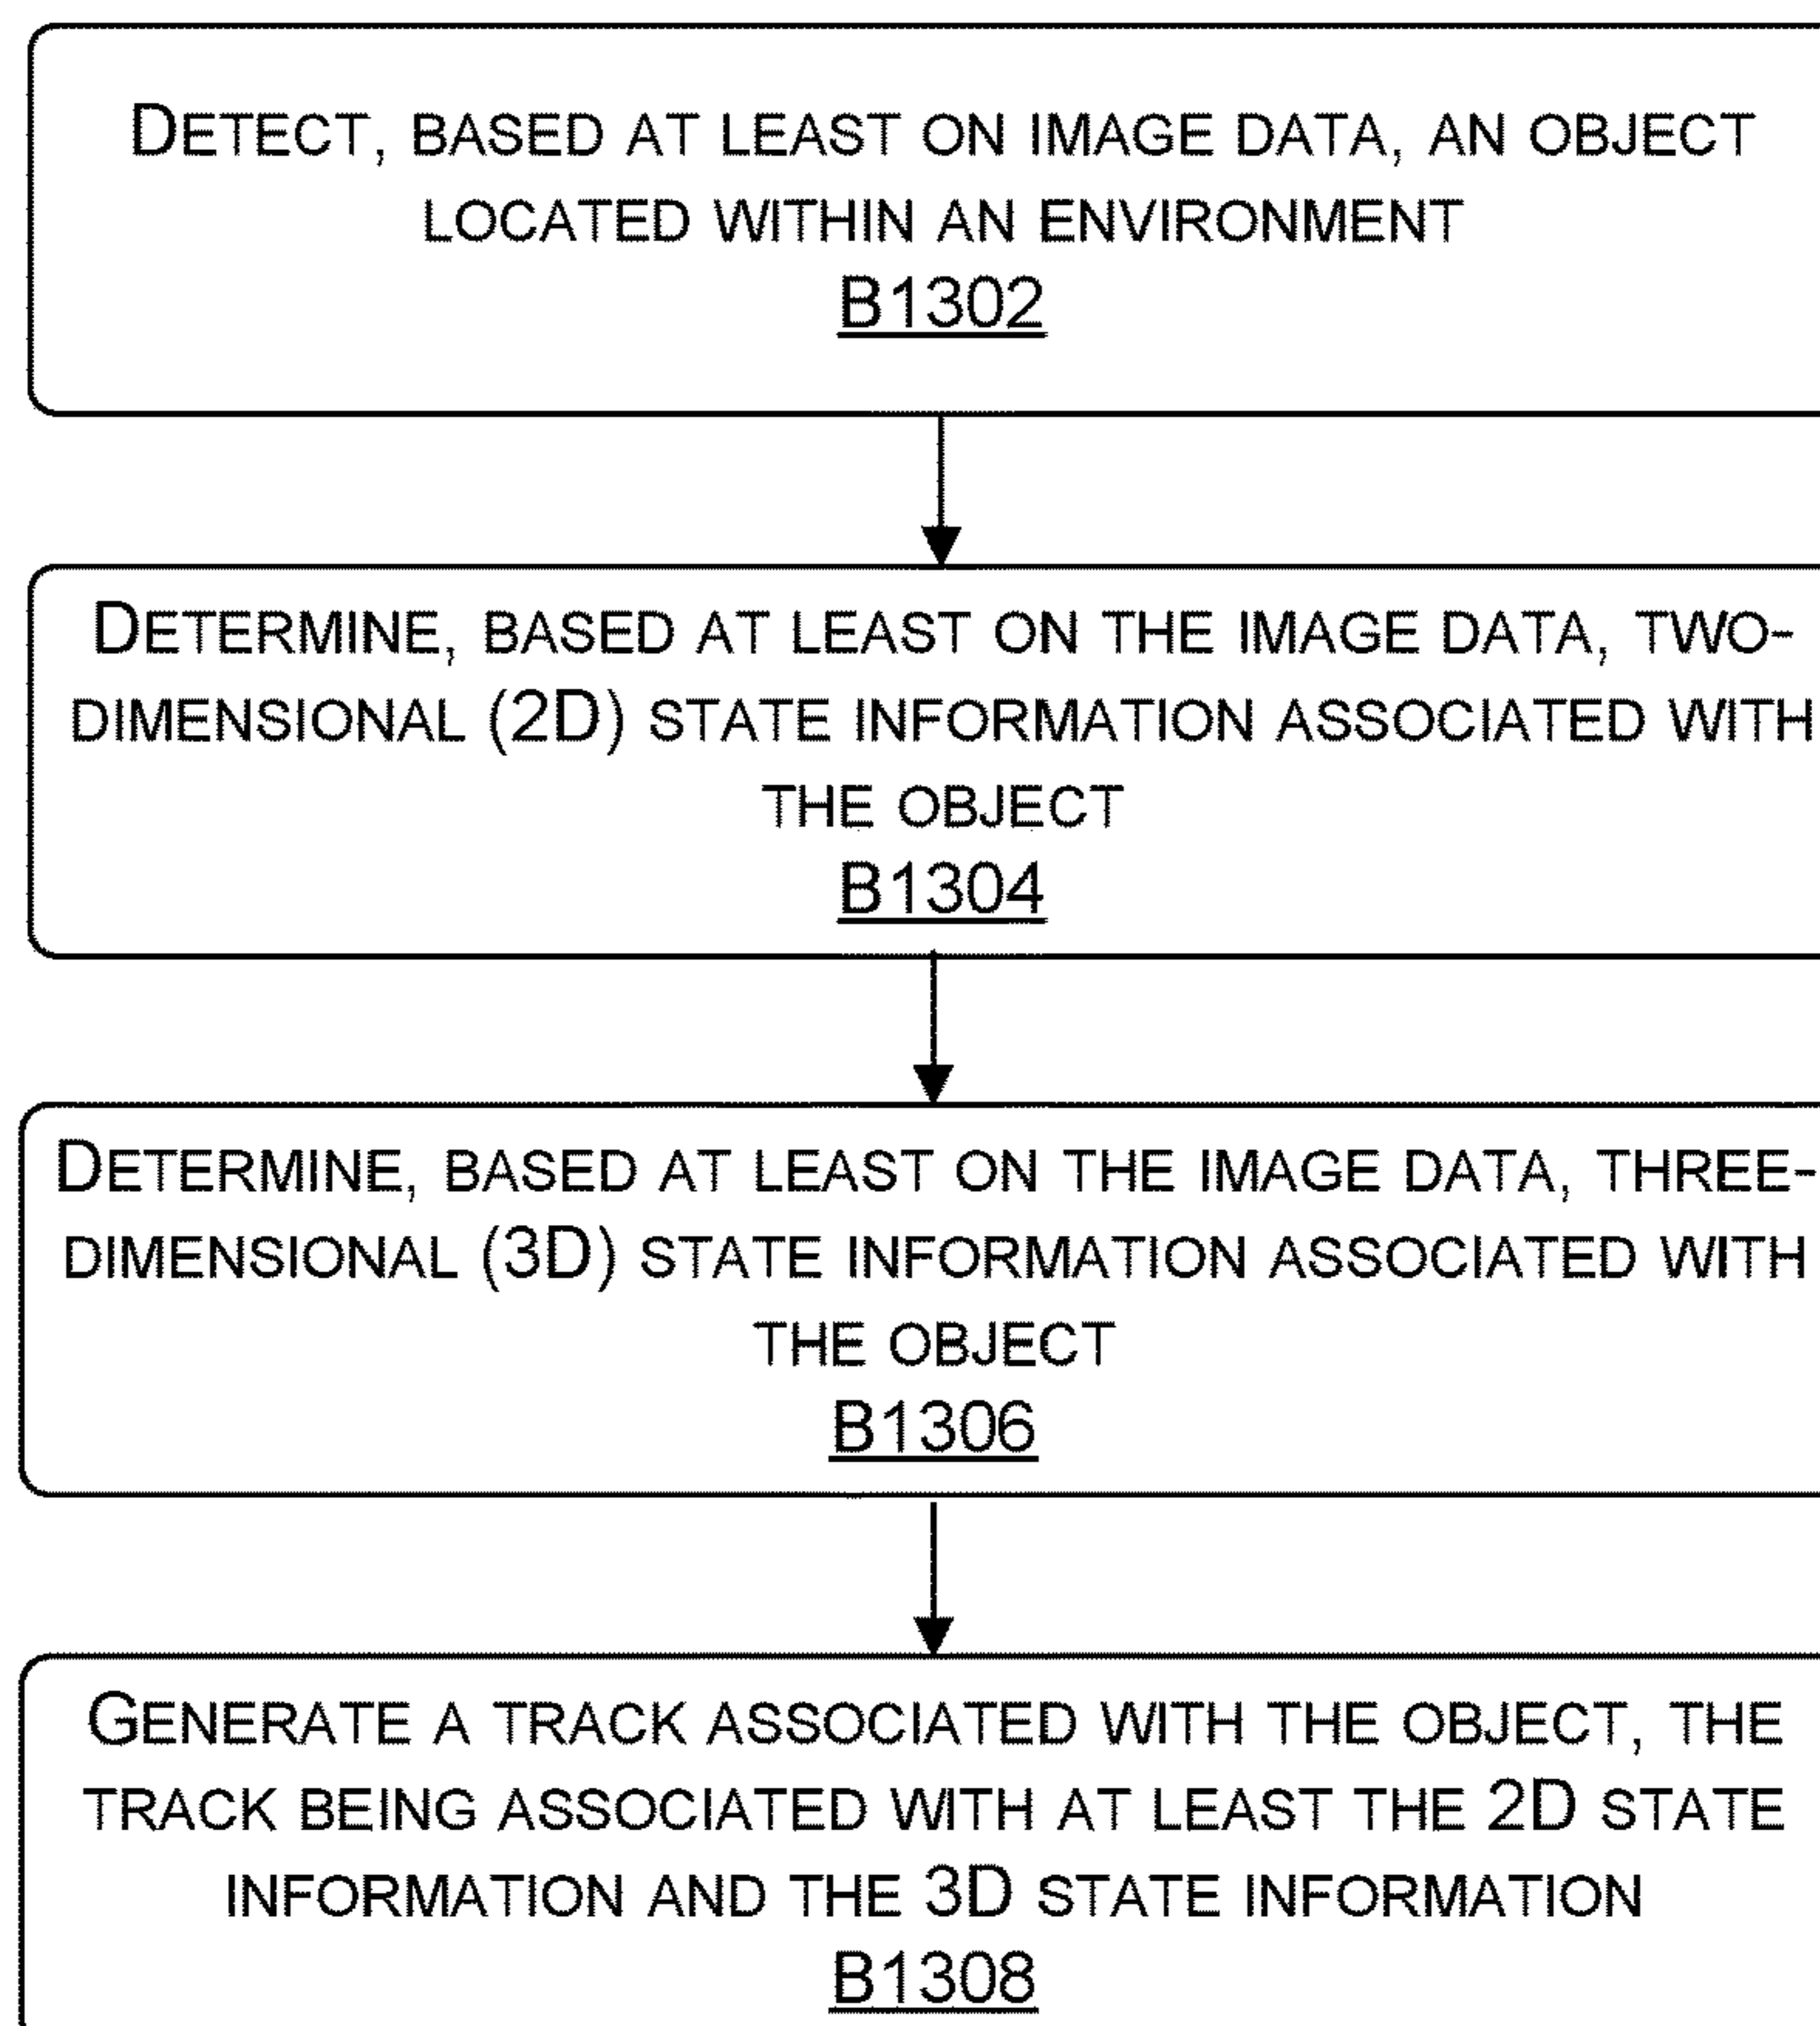 DETECT, BASED AT LEAST ON IMAGE DATA, AN OBJECT
LOCATED WITHIN AN ENVIRONMENT
B1302
DETERMINE, BASED AT LEAST ON THE IMAGE DATA, TWO-
DIMENSIONAL (2D) STATE INFORMATION ASSOCIATED WITH
THE OBJECT
B1304
DETERMINE, BASED AT LEAST ON THE IMAGE DATA, THREE-
DIMENSIONAL (3D) STATE INFORMATION ASSOCIATED WITH
THE OBJECT
B1306
GENERATE A TRACK ASSOCIATED WITH THE OBJECT, THE
TRACK BEING ASSOCIATED WITH AT LEAST THE 2D STATE
INFORMATION AND THE 3D STATE INFORMATION
B1308